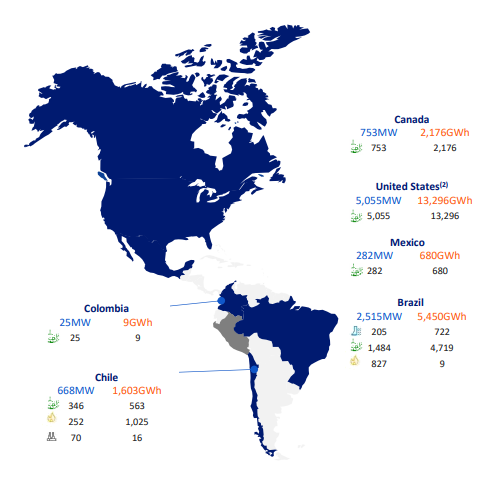 Canada
753MW 2,176GWh
753 2,176
United States(2)
5,055MW 13,296GWh
5,055 13,296
Mexico
282MW 680GWh
282 680
Brazil
2,515MW 5,450GWh
205 722
1,484 4,719
827 9
Colombia
25MW 9GWh
25 9
Chile
668MW 1,603GWh
346 563
252 1,025
70 16